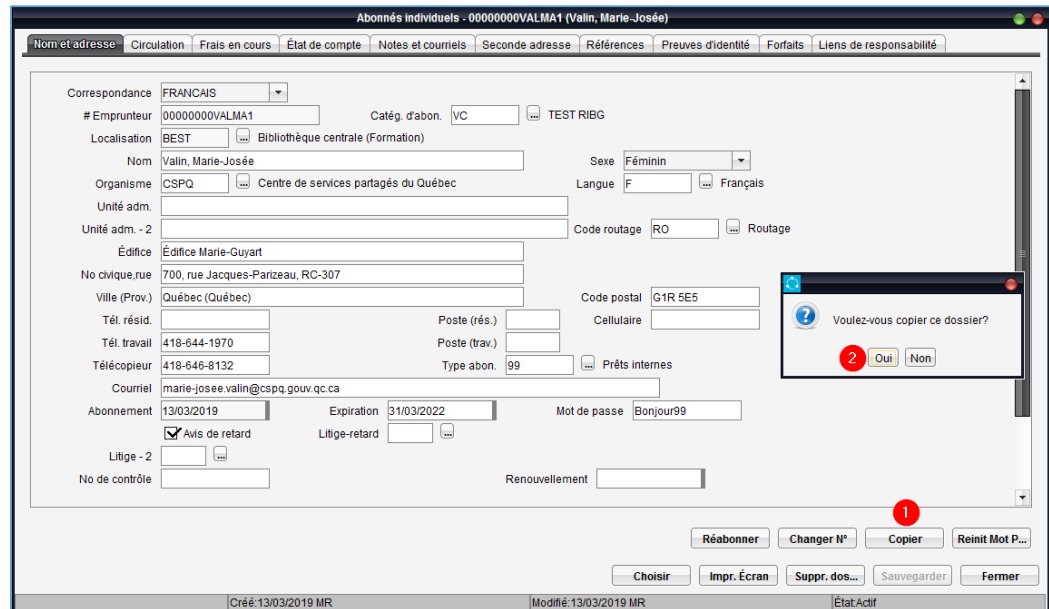 Abonnés individuels - 00000000VALMA1 (Valin, Marie-Josée)
Nom et adresse Circulation Frais en cours État de compte Notes et courriels Seconde adresse Références Preuves d'identité Forfaits Liens de responsabilité
Correspondance FRANCAIS
# Emprunteur 00000000VALMA1 Catég. d'abon. VC ... TEST RIBG
Localisation BEST ... Bibliothèque centrale (Formation)
Nom Valin, Marie-Josée Sexe Féminin
Organisme CSPQ ... Centre de services partagés du Québec Langue F ... Français
Unité adm.
Unité adm. - 2 Code routage RO ... Routage
Édifice Édifice Marie-Guyart
No civique,rue 700, rue Jacques-Parizeau, RC-307
Ville (Prov.) Québec (Québec) Code postal G1R 5E5
Tél. résid. Poste (rés.) Cellulaire
Tél. travail 418-644-1970 Poste (trav.)
Télécopieur 418-646-8132 Type abon. 99 ... Prêts internes
Courriel marie-josee.valin@cspq.gouv.qc.ca
Abonnement 13/03/2019 Expiration 31/03/2022 Mot de passe Bonjour99
Avis de retard Litige-retard ...
Litige - 2 ...
No de contrôle Renouvellement
Voulez-vous copier ce dossier?
2 Oui Non
1
Réabonner Changer N° Copier Reinit Mot P...
Choisir Impr. Écran Suppr. dos... Sauvegarder Fermer
Créé:13/03/2019 MR Modifié:13/03/2019 MR État:Actif